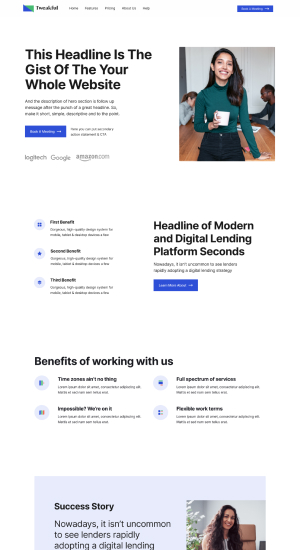 Tweakful
Home Features Pricing About Us Help
Book A Meeting
This Headline Is The
Gist Of The Your
Whole Website
And the description of hero section is follow up
message after the punch of a great headline. So,
make it short, simple, descriptive and to the point.
Book A Meeting
Here you can put secondary
option statement & CTA
logitech Google amazon.com
First Benefit
Gorgeous, high-quality design system for
mobile, tablet & desktop devices a few
Second Benefit
Gorgeous, high-quality design system for
mobile, tablet & desktop devices a few
Third Benefit
Gorgeous, high-quality design system for
mobile, tablet & desktop devices a few
Headline of Modern
and Digital Lending
Platform Seconds
Nowadays, it isn't uncommon to see lenders
rapidly adopting a digital lending strategy
Learn More About
Benefits of working with us
Time zones ain't no thing
Lorem ipsum dolor sit amet, consectetur adipiscing elit.
Mattis et sed nam sem tellus erat.
Full spectrum of services
Lorem ipsum dolor sit amet, consectetur adipiscing elit.
Mattis et sed nam sem tellus erat.
Impossible? We're on it
Lorem ipsum dolor sit amet, consectetur adipiscing elit.
Mattis et sed nam sem tellus erat.
Flexible work terms
Lorem ipsum dolor sit amet, consectetur adipiscing elit.
Mattis et sed nam sem tellus erat.
Success Story
Nowadays, it isn't uncommon
to see lenders rapidly
adopting a digital lending